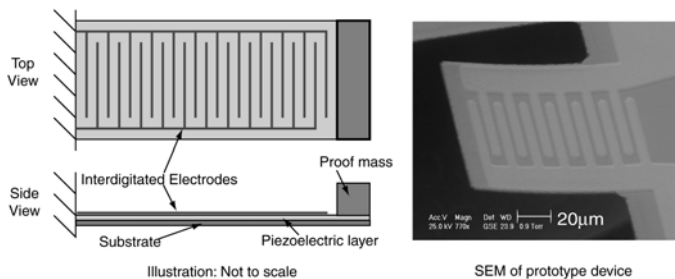 Top
View
Interdigitated Electrodes
Proof mass
Side
View
Substrate
Piezoelectric layer
Illustration: Not to scale
Acc.V Magn Det WD
25.0 kV 770x GSE 23.9 0.9 Torr
20µm
SEM of prototype device